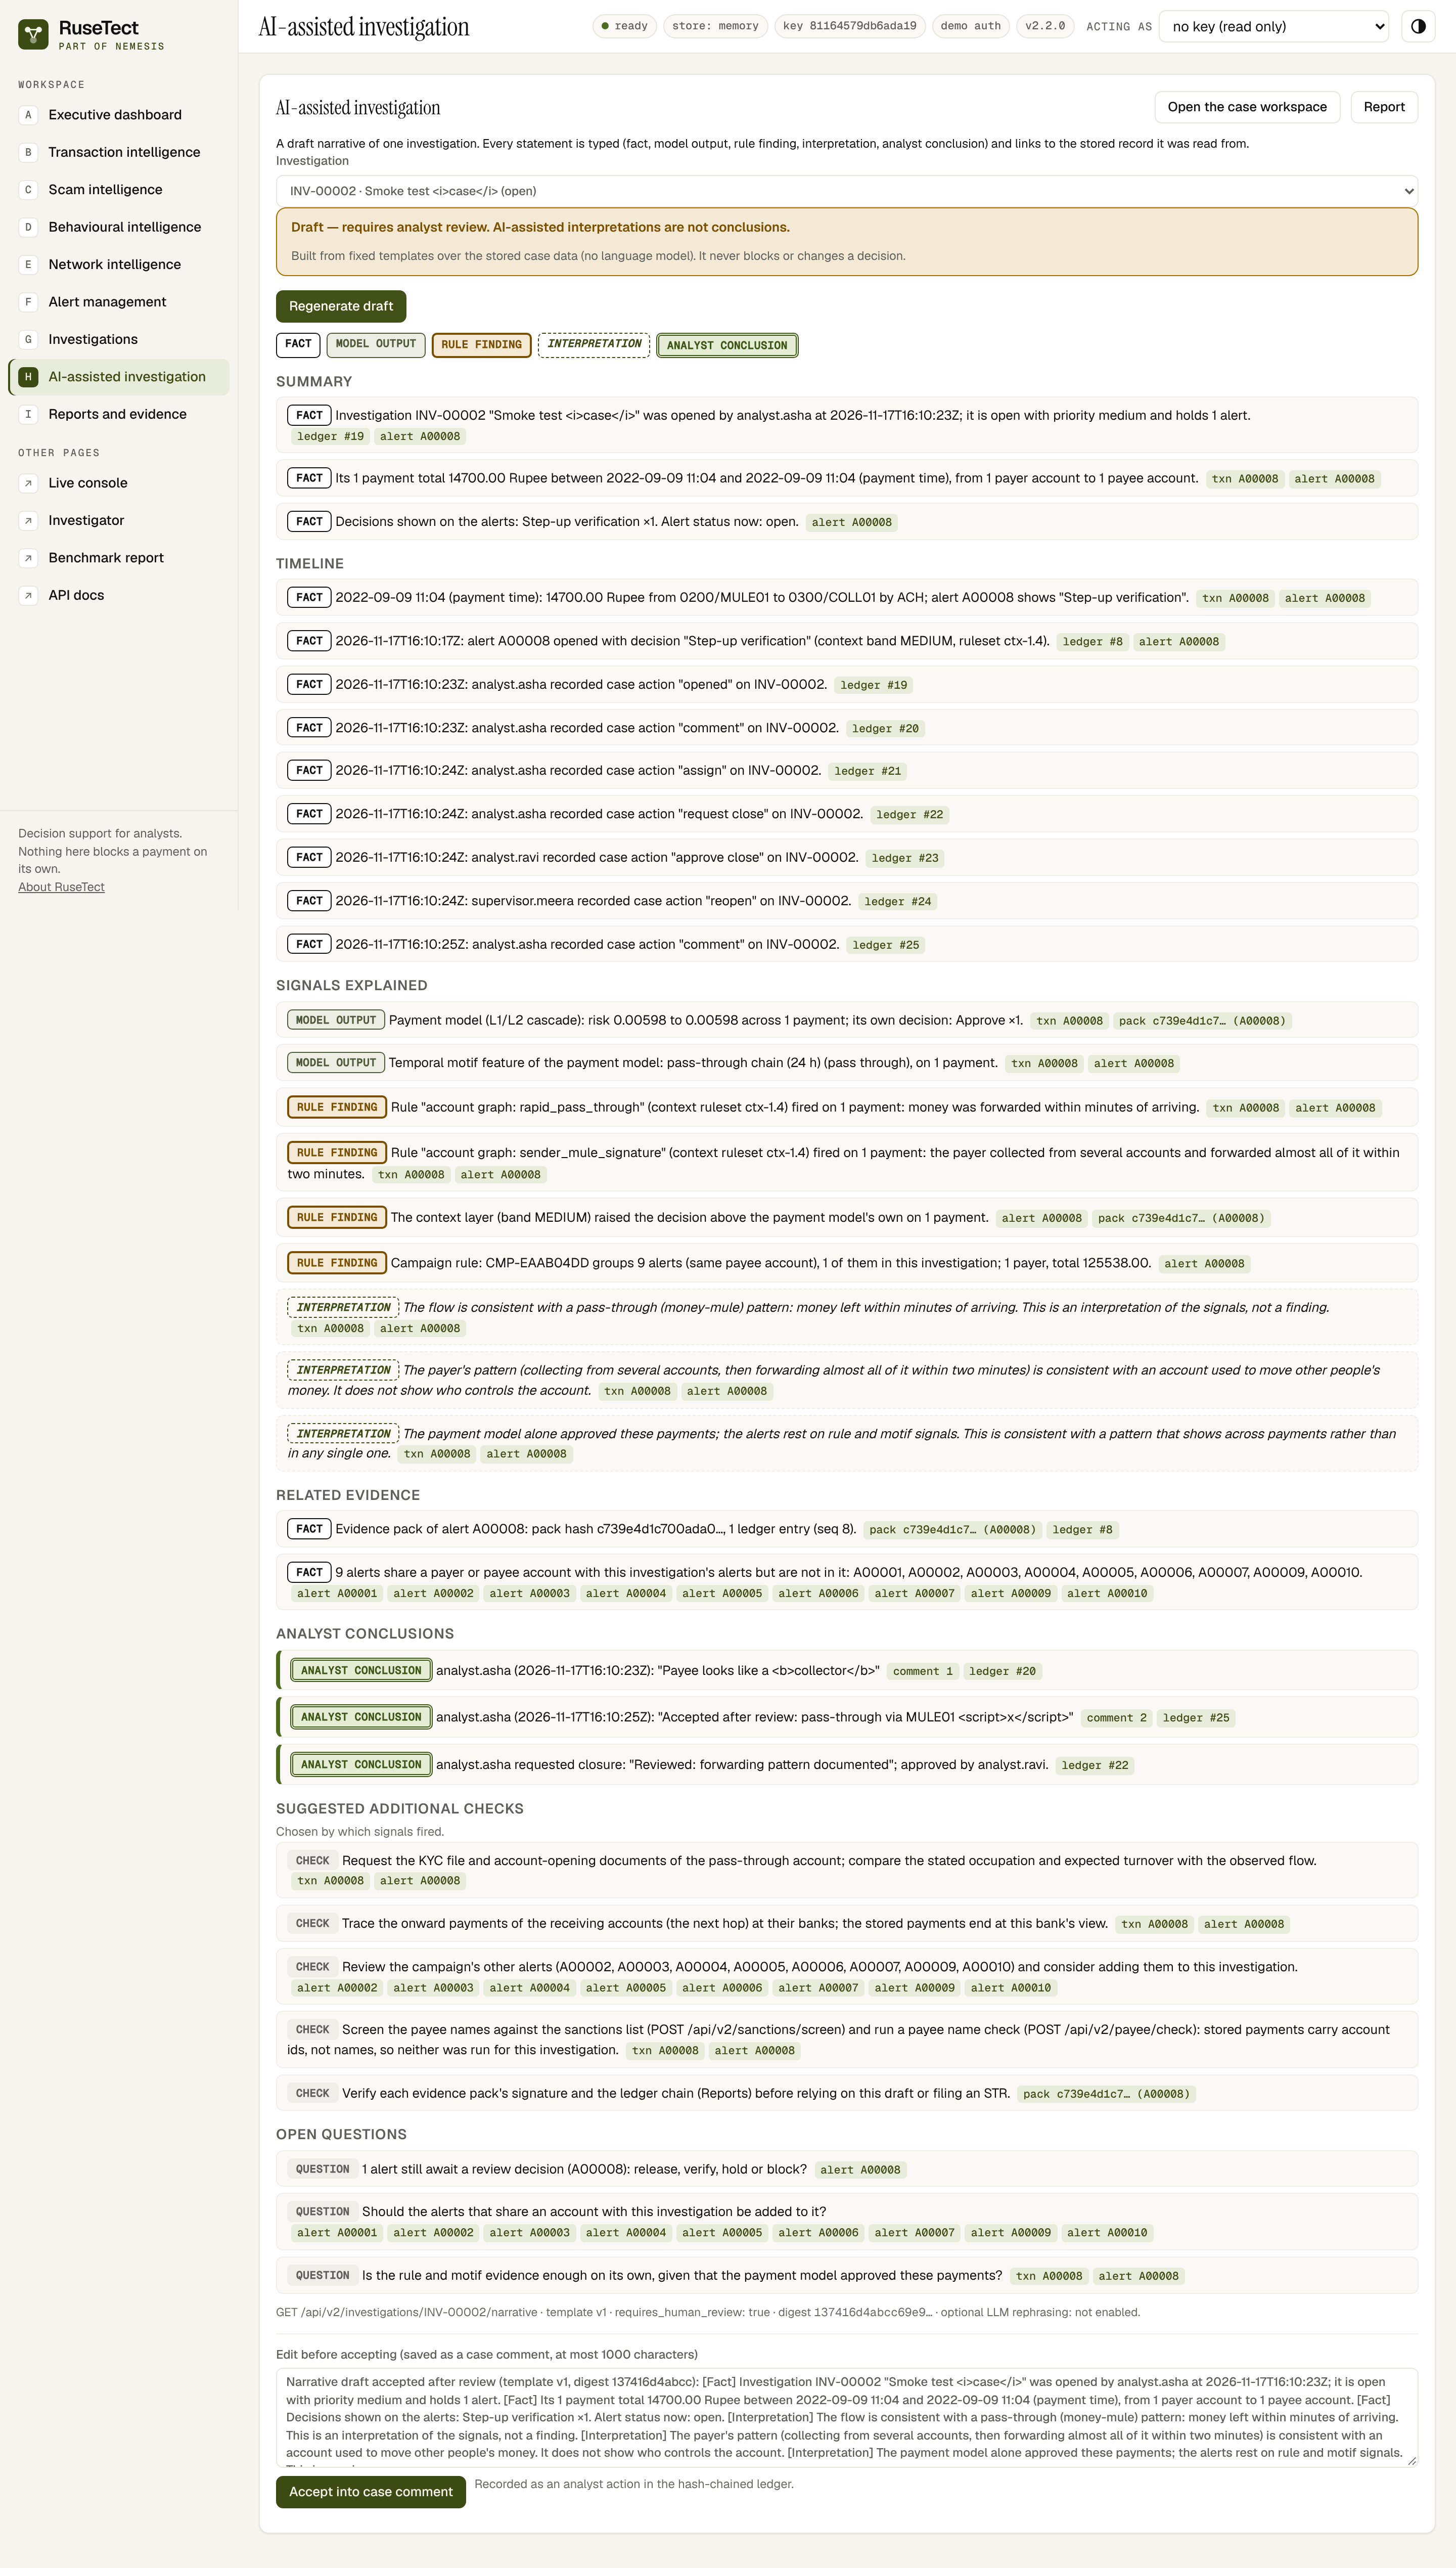 RuseTect
PART OF NEMESIS
WORKSPACE
A Executive dashboard
B Transaction intelligence
C Scam intelligence
D Behavioural intelligence
E Network intelligence
F Alert management
G Investigations
H AI-assisted investigation
I Reports and evidence
OTHER PAGES
Live console
Investigator
Benchmark report
API docs
Decision support for analysts.
Nothing here blocks a payment on
its own.
About RuseTect
AI-assisted investigation
ready
store: memory
key 81164579db6ada19
demo auth
v2.2.0
ACTING AS
no key (read only)
AI-assisted investigation
Open the case workspace
Report
A draft narrative of one investigation. Every statement is typed (fact, model output, rule finding, interpretation, analyst conclusion) and links to the stored record it was read from.
Investigation
INV-00002 · Smoke test <i>case</i> (open)
Draft — requires analyst review. AI-assisted interpretations are not conclusions.
Built from fixed templates over the stored case data (no language model). It never blocks or changes a decision.
Regenerate draft
FACT MODEL OUTPUT RULE FINDING INTERPRETATION ANALYST CONCLUSION
SUMMARY
FACT Investigation INV-00002 "Smoke test <i>case</i>" was opened by analyst.asha at 2026-11-17T16:10:23Z; it is open with priority medium and holds 1 alert.
ledger #19 alert A00008
FACT Its 1 payment total 14700.00 Rupee between 2022-09-09 11:04 and 2022-09-09 11:04 (payment time), from 1 payer account to 1 payee account. txn A00008 alert A00008
FACT Decisions shown on the alerts: Step-up verification ×1. Alert status now: open. alert A00008
TIMELINE
FACT 2022-09-09 11:04 (payment time): 14700.00 Rupee from 0200/MULE01 to 0300/COLL01 by ACH; alert A00008 shows "Step-up verification". txn A00008 alert A00008
FACT 2026-11-17T16:10:17Z: alert A00008 opened with decision "Step-up verification" (context band MEDIUM, ruleset ctx-1.4). ledger #8 alert A00008
FACT 2026-11-17T16:10:23Z: analyst.asha recorded case action "opened" on INV-00002. ledger #19
FACT 2026-11-17T16:10:23Z: analyst.asha recorded case action "comment" on INV-00002. ledger #20
FACT 2026-11-17T16:10:24Z: analyst.asha recorded case action "assign" on INV-00002. ledger #21
FACT 2026-11-17T16:10:24Z: analyst.asha recorded case action "request close" on INV-00002. ledger #22
FACT 2026-11-17T16:10:24Z: analyst.ravi recorded case action "approve close" on INV-00002. ledger #23
FACT 2026-11-17T16:10:24Z: supervisor.meera recorded case action "reopen" on INV-00002. ledger #24
FACT 2026-11-17T16:10:25Z: analyst.asha recorded case action "comment" on INV-00002. ledger #25
SIGNALS EXPLAINED
MODEL OUTPUT Payment model (L1/L2 cascade): risk 0.00598 to 0.00598 across 1 payment; its own decision: Approve ×1. txn A00008 pack c739e4d1c7… (A00008)
MODEL OUTPUT Temporal motif feature of the payment model: pass-through chain (24 h) (pass through), on 1 payment. txn A00008 alert A00008
RULE FINDING Rule "account graph: rapid_pass_through" (context ruleset ctx-1.4) fired on 1 payment: money was forwarded within minutes of arriving. txn A00008 alert A00008
RULE FINDING Rule "account graph: sender_mule_signature" (context ruleset ctx-1.4) fired on 1 payment: the payer collected from several accounts and forwarded almost all of it within
two minutes. txn A00008 alert A00008
RULE FINDING The context layer (band MEDIUM) raised the decision above the payment model's own on 1 payment. alert A00008 pack c739e4d1c7… (A00008)
RULE FINDING Campaign rule: CMP-EAAB04DD groups 9 alerts (same payee account), 1 of them in this investigation; 1 payer, total 125538.00. alert A00008
INTERPRETATION The flow is consistent with a pass-through (money-mule) pattern: money left within minutes of arriving. This is an interpretation of the signals, not a finding.
txn A00008 alert A00008
INTERPRETATION The payer's pattern (collecting from several accounts, then forwarding almost all of it within two minutes) is consistent with an account used to move other people's
money. It does not show who controls the account. txn A00008 alert A00008
INTERPRETATION The payment model alone approved these payments; the alerts rest on rule and motif signals. This is consistent with a pattern that shows across payments rather than
in any single one. txn A00008 alert A00008
RELATED EVIDENCE
FACT Evidence pack of alert A00008: pack hash c739e4d1c700ada0…, 1 ledger entry (seq 8). pack c739e4d1c7… (A00008) ledger #8
FACT 9 alerts share a payer or payee account with this investigation's alerts but are not in it: A00001, A00002, A00003, A00004, A00005, A00006, A00007, A00009, A00010.
alert A00001 alert A00002 alert A00003 alert A00004 alert A00005 alert A00006 alert A00007 alert A00009 alert A00010
ANALYST CONCLUSIONS
ANALYST CONCLUSION analyst.asha (2026-11-17T16:10:23Z): "Payee looks like a <b>collector</b>" comment 1 ledger #20
ANALYST CONCLUSION analyst.asha (2026-11-17T16:10:25Z): "Accepted after review: pass-through via MULE01 <script>x</script>" comment 2 ledger #25
ANALYST CONCLUSION analyst.asha requested closure: "Reviewed: forwarding pattern documented"; approved by analyst.ravi. ledger #22
SUGGESTED ADDITIONAL CHECKS
Chosen by which signals fired.
CHECK Request the KYC file and account-opening documents of the pass-through account; compare the stated occupation and expected turnover with the observed flow.
txn A00008 alert A00008
CHECK Trace the onward payments of the receiving accounts (the next hop) at their banks; the stored payments end at this bank's view. txn A00008 alert A00008
CHECK Review the campaign's other alerts (A00002, A00003, A00004, A00005, A00006, A00007, A00009, A00010) and consider adding them to this investigation.
alert A00002 alert A00003 alert A00004 alert A00005 alert A00006 alert A00007 alert A00009 alert A00010
CHECK Screen the payee names against the sanctions list (POST /api/v2/sanctions/screen) and run a payee name check (POST /api/v2/payee/check): stored payments carry account
ids, not names, so neither was run for this investigation. txn A00008 alert A00008
CHECK Verify each evidence pack's signature and the ledger chain (Reports) before relying on this draft or filing an STR. pack c739e4d1c7… (A00008)
OPEN QUESTIONS
QUESTION 1 alert still await a review decision (A00008): release, verify, hold or block? alert A00008
QUESTION Should the alerts that share an account with this investigation be added to it?
alert A00001 alert A00002 alert A00003 alert A00004 alert A00005 alert A00006 alert A00007 alert A00009 alert A00010
QUESTION Is the rule and motif evidence enough on its own, given that the payment model approved these payments? txn A00008 alert A00008
GET /api/v2/investigations/INV-00002/narrative · template v1 · requires_human_review: true · digest 137416d4abcc69e9… · optional LLM rephrasing: not enabled.
Edit before accepting (saved as a case comment, at most 1000 characters)
Narrative draft accepted after review (template v1, digest 137416d4abcc): [Fact] Investigation INV-00002 "Smoke test <i>case</i>" was opened by analyst.asha at 2026-11-17T16:10:23Z; it is open
with priority medium and holds 1 alert. [Fact] Its 1 payment total 14700.00 Rupee between 2022-09-09 11:04 and 2022-09-09 11:04 (payment time), from 1 payer account to 1 payee account. [Fact]
Decisions shown on the alerts: Step-up verification ×1. Alert status now: open. [Interpretation] The flow is consistent with a pass-through (money-mule) pattern: money left within minutes of arriving.
This is an interpretation of the signals, not a finding. [Interpretation] The payer's pattern (collecting from several accounts, then forwarding almost all of it within two minutes) is consistent with an
account used to move other people's money. It does not show who controls the account. [Interpretation] The payment model alone approved these payments; the alerts rest on rule and motif signals.
Accept into case comment
Recorded as an analyst action in the hash-chained ledger.